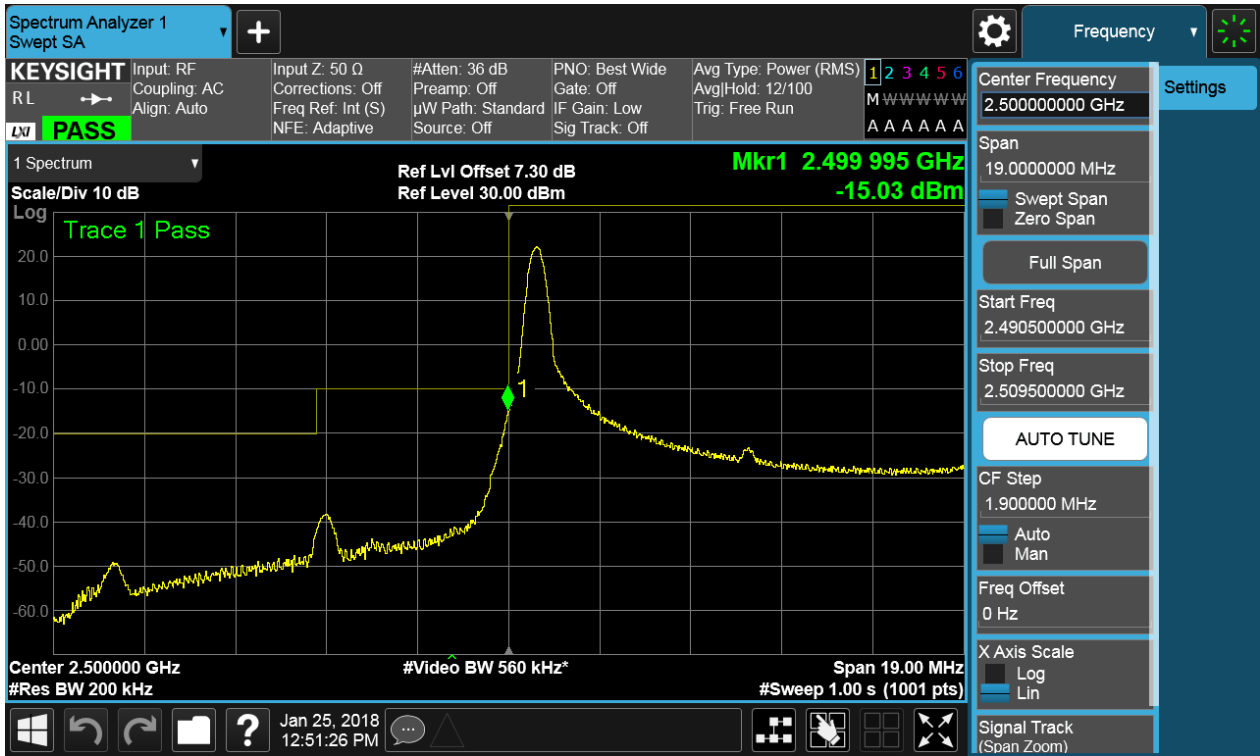 Spectrum Analyzer 1
Swept SA
Frequency
KEYSIGHT
R L
LXI
PASS
Input: RF
Coupling: AC
Align: Auto
Input Z: 50 Ω
Corrections: Off
Freq Ref: Int (S)
NFE: Adaptive
#Atten: 36 dB
Preamp: Off
µW Path: Standard
Source: Off
PNO: Best Wide
Gate: Off
IF Gain: Low
Sig Track: Off
Avg Type: Power (RMS)
Avg|Hold: 12/100
Trig: Free Run
1 2 3 4 5 6
M W W W W W
A A A A A A
1 Spectrum
Scale/Div 10 dB
Log
Ref Lvl Offset 7.30 dB
Ref Level 30.00 dBm
Mkr1 2.499 995 GHz
-15.03 dBm
Trace 1 Pass
20.0
10.0
0.00
-10.0
-20.0
-30.0
-40.0
-50.0
-60.0
1
Center 2.500000 GHz
#Res BW 200 kHz
#Video BW 560 kHz*
Span 19.00 MHz
#Sweep 1.00 s (1001 pts)
Center Frequency
2.500000000 GHz
Span
19.0000000 MHz
Swept Span
Zero Span
Full Span
Start Freq
2.490500000 GHz
Stop Freq
2.509500000 GHz
AUTO TUNE
CF Step
1.900000 MHz
Auto
Man
Freq Offset
0 Hz
X Axis Scale
Log
Lin
Signal Track
(Span Zoom)
Settings
?
Jan 25, 2018
12:51:26 PM